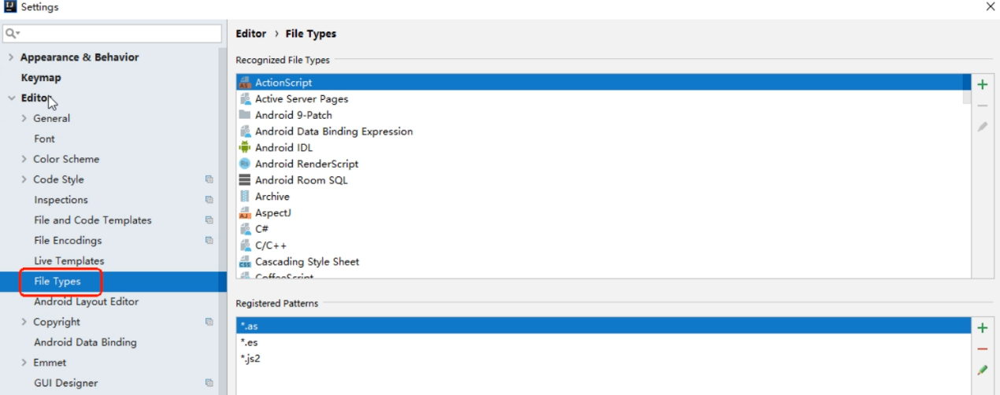 Settings
Appearance & Behavior
Keymap
Editor
General
Font
Color Scheme
Code Style
Inspections
File and Code Templates
File Encodings
Live Templates
File Types
Android Layout Editor
Copyright
Android Data Binding
Emmet
GUI Designer
Editor › File Types
Recognized File Types
ActionScript
Active Server Pages
Android 9-Patch
Android Data Binding Expression
Android IDL
Android RenderScript
Android Room SQL
Archive
AspectJ
C#
C/C++
Cascading Style Sheet
CoffeeScript
Registered Patterns
*.as
*.es
*.js2